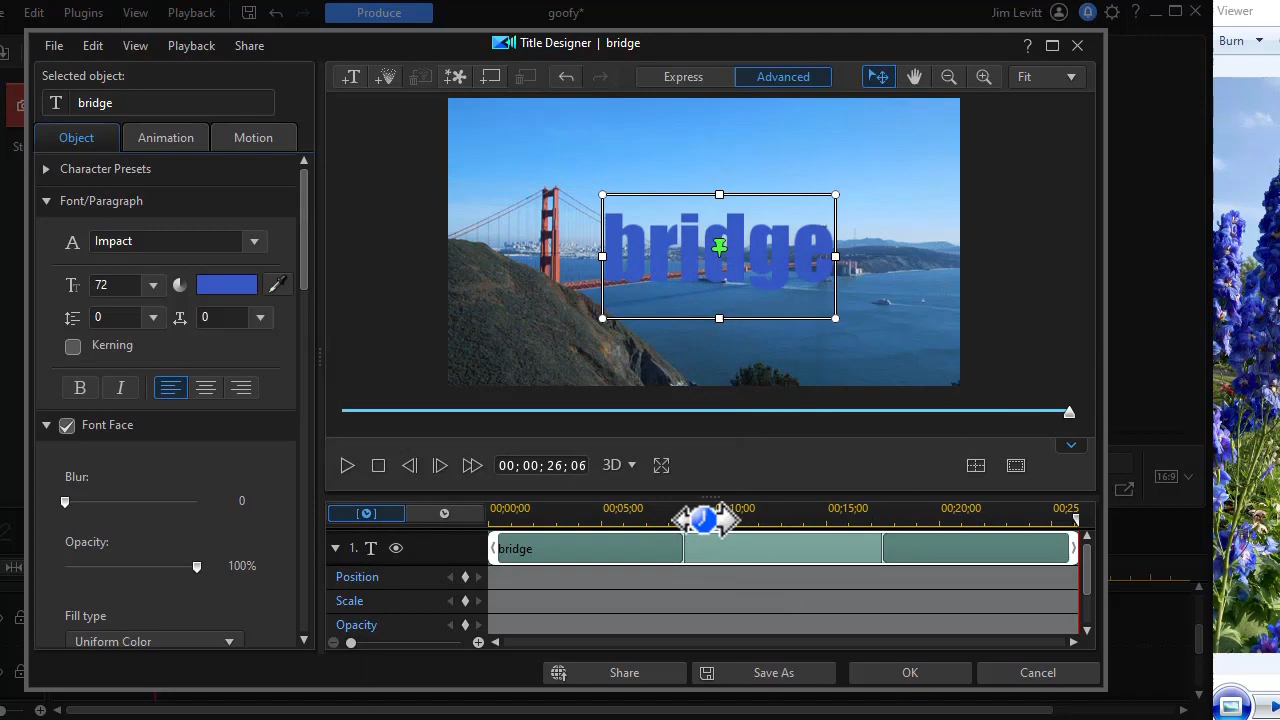 Edit Plugins View Playback Produce goofy* Jim Levitt ? Viewer
Burn
File Edit View Playback Share Title Designer | bridge ?
Selected object:
T bridge
Object Animation Motion
Character Presets
Font/Paragraph
A Impact
72
0 0
Kerning
B I
Font Face
Blur:
0
Opacity:
100%
Fill type
Uniform Color
Express Advanced Fit
bridge
00; 00; 26; 06 3D
16:9
00;00;00 00;05;00 10;00 00;15;00 00;20;00 00;25
1. T bridge
Position
Scale
Opacity
Share Save As OK Cancel